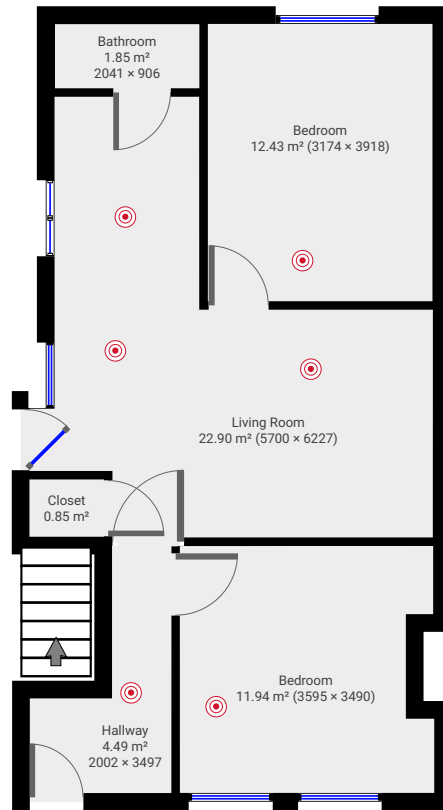 Bathroom
1.85 m²
2041 × 906
Bedroom
12.43 m² (3174 × 3918)
Living Room
22.90 m² (5700 × 6227)
Closet
0.85 m²
Bedroom
11.94 m² (3595 × 3490)
Hallway
4.49 m²
2002 × 3497